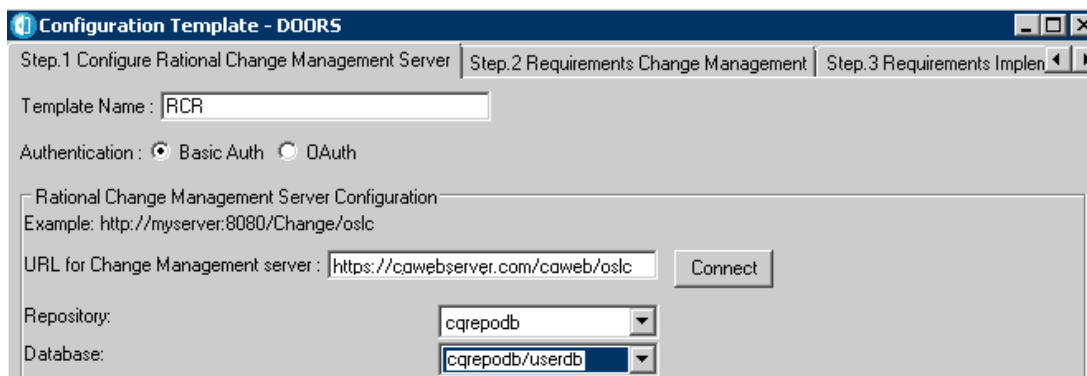 Configuration Template - DOORS
Step.1 Configure Rational Change Management Server Step.2 Requirements Change Management Step.3 Requirements Implen
Template Name : RCR
Authentication : Basic Auth OAuth
Rational Change Management Server Configuration
Example: http://myserver:8080/Change/oslc
URL for Change Management server : https://cqwebserver.com/cqweb/oslc Connect
Repository: cqrepodb
Database: cqrepodb/userdb